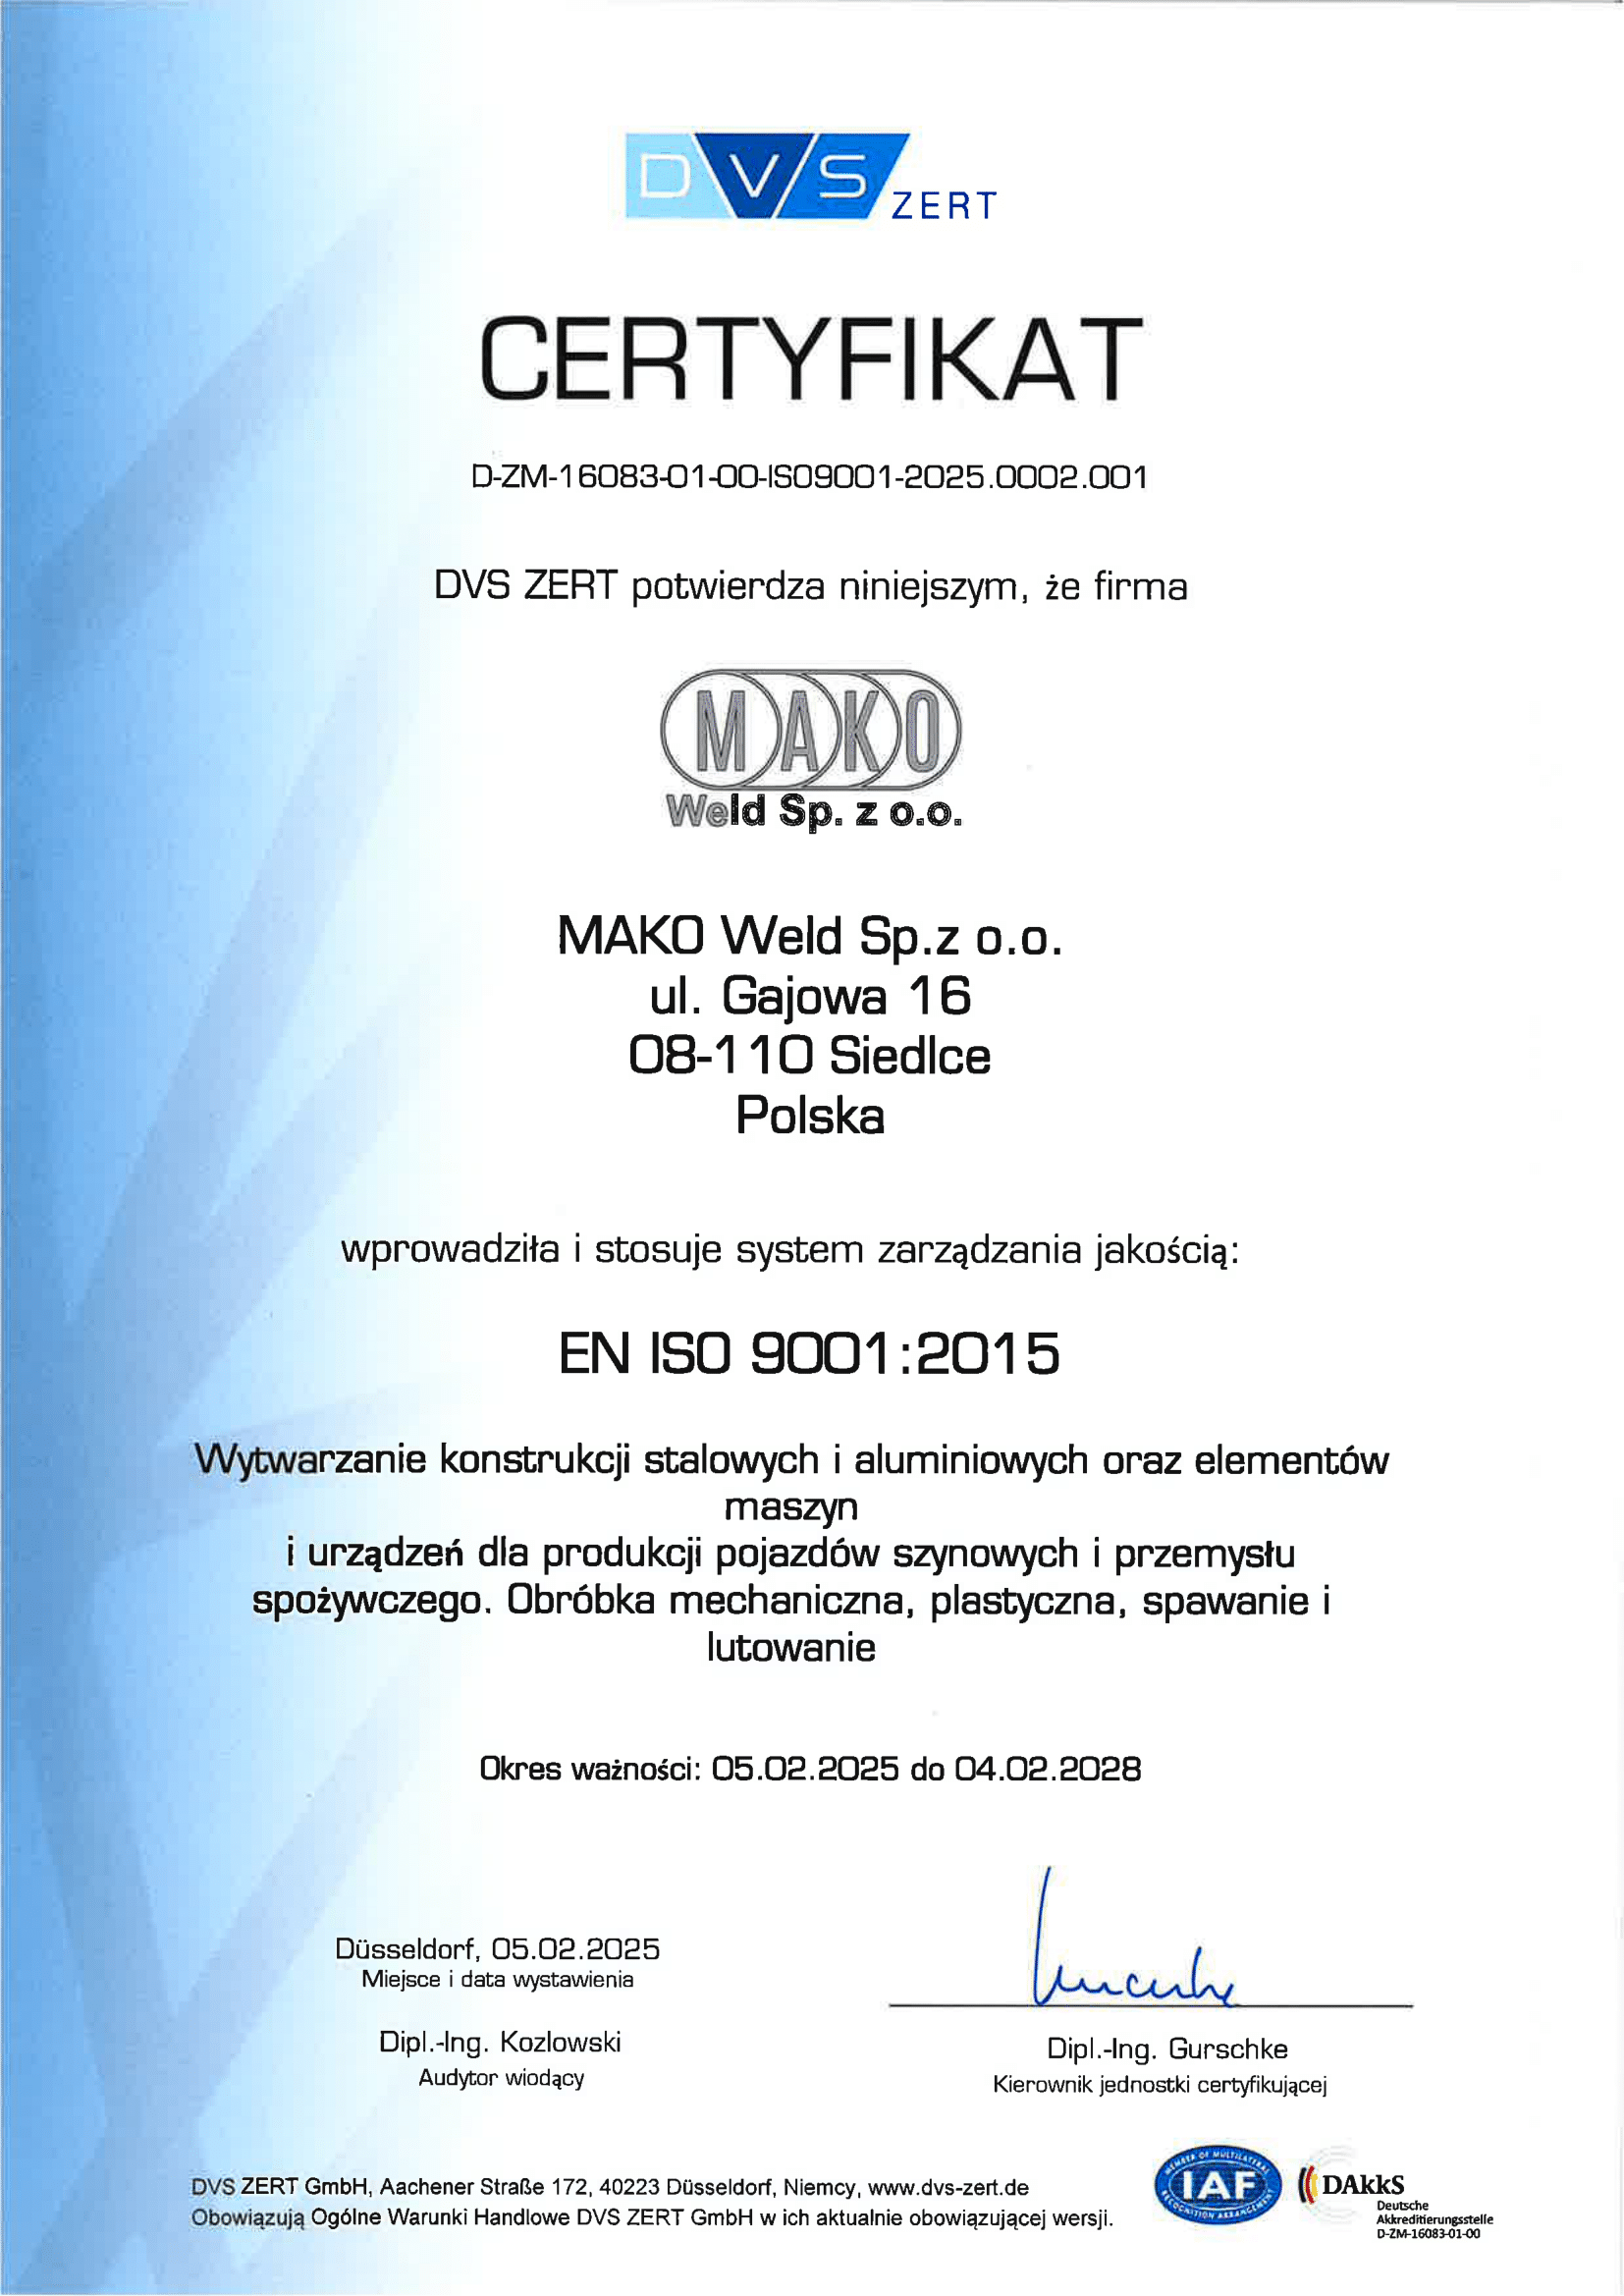 DVS ZERT
CERTYFIKAT
D-ZM-16083-01-00-ISO9001-2025.0002.001
DVS ZERT potwierdza niniejszym, że firma
MAKO
Weld Sp. z o.o.
MAKO Weld Sp.z o.o.
ul. Gajowa 16
08-110 Siedlce
Polska
wprowadziła i stosuje system zarządzania jakością:
EN ISO 9001:2015
Wytwarzanie konstrukcji stalowych i aluminiowych oraz elementów
maszyn
i urządzeń dla produkcji pojazdów szynowych i przemysłu
spożywczego. Obróbka mechaniczna, plastyczna, spawanie i
lutowanie
Okres ważności: 05.02.2025 do 04.02.2028
Düsseldorf, 05.02.2025
Miejsce i data wystawienia
Dipl.-Ing. Kozlowski
Audytor wiodący
Dipl.-Ing. Gurschke
Kierownik jednostki certyfikującej
DVS ZERT GmbH, Aachener Straße 172, 40223 Düsseldorf, Niemcy, www.dvs-zert.de
Obowiązują Ogólne Warunki Handlowe DVS ZERT GmbH w ich aktualnie obowiązującej wersji.
MEMBER OF MULTILATERAL
IAF
RECOGNITION ARRANGEMENT
DAkkS
Deutsche
Akkreditierungsstelle
D-ZM-16083-01-00